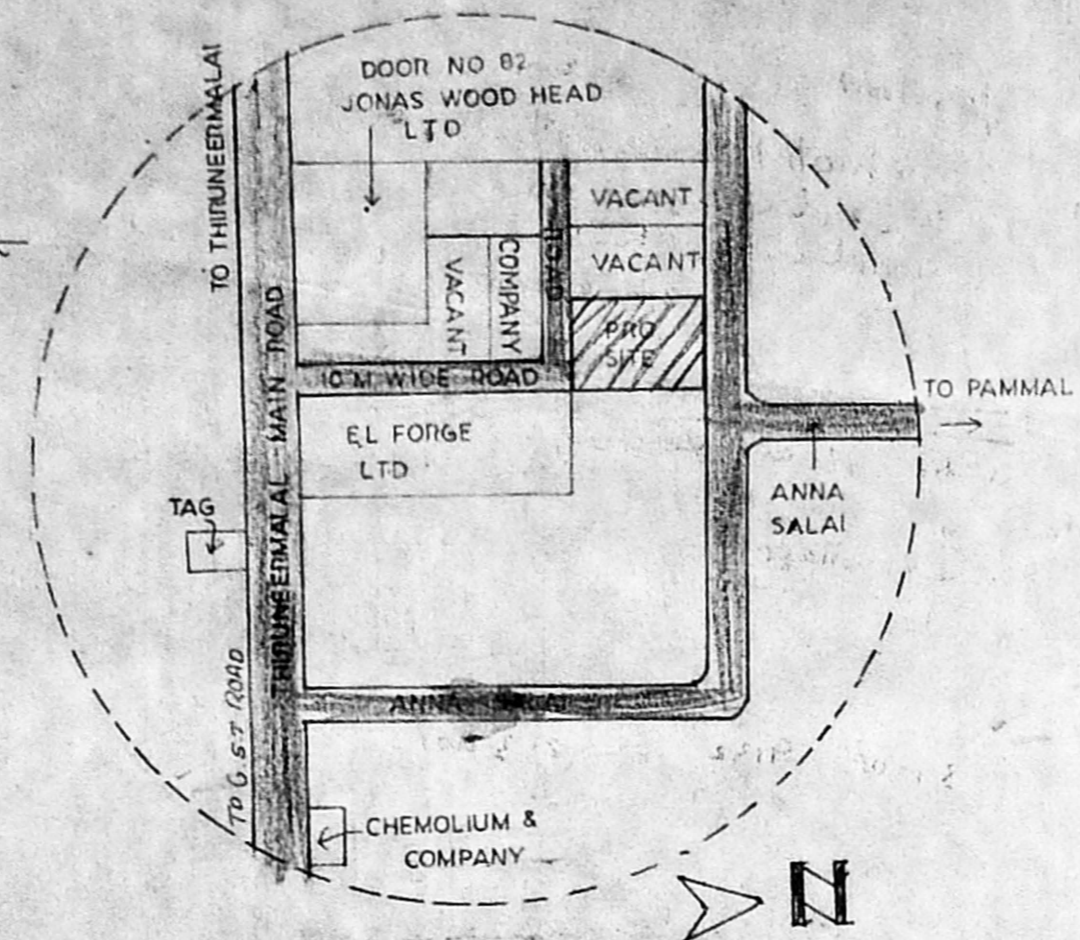 DOOR NO 82
JONAS WOOD HEAD
LTD
TO THIRUNEERMALAI
VACANT
VACANT
VACANT
COMPANY
ROAD
PRO
SITE
10 M WIDE ROAD
THIRUNEERMALAI MAIN ROAD
TO PAMMAL
EL FORGE
LTD
ANNA
SALAI
TAG
ANNA SALAI
TO G S T ROAD
CHEMOLIUM &
COMPANY
N